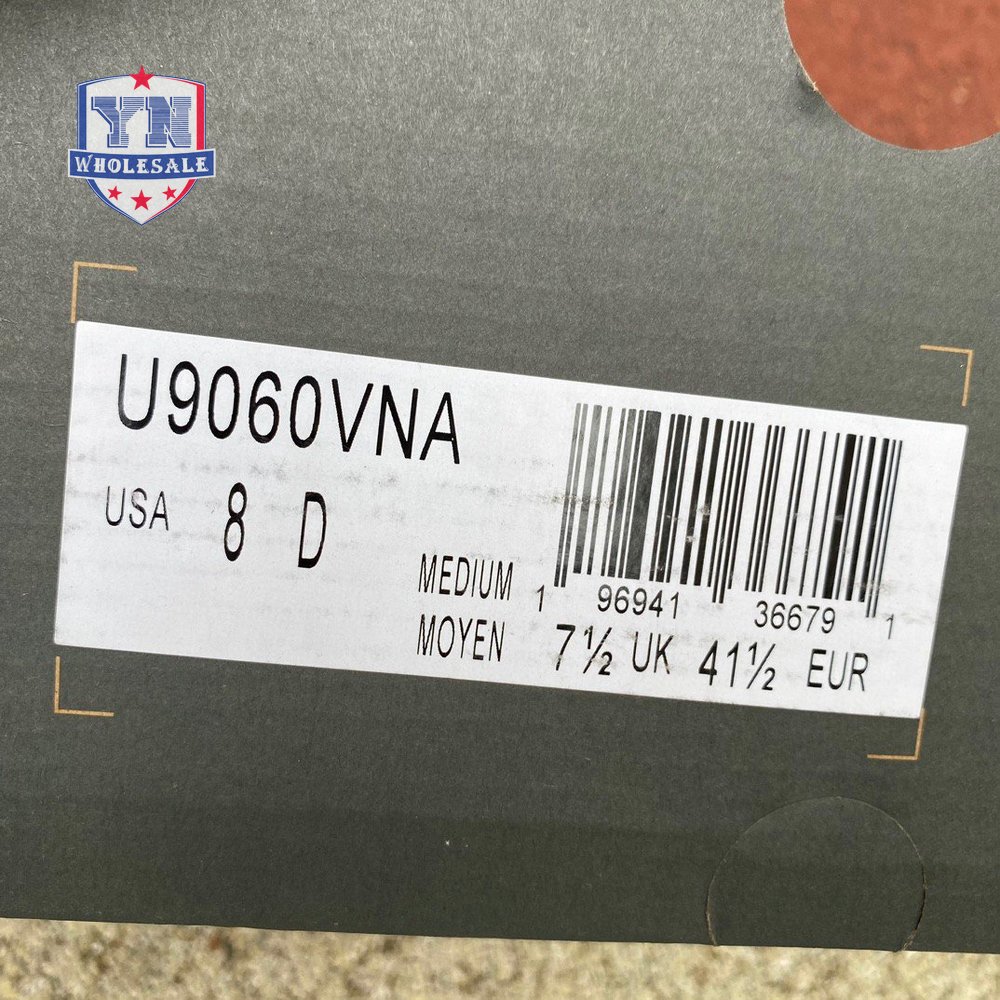 YN
WHOLESALE
U9060VNA
USA 8 D
MEDIUM
MOYEN
1 96941 36679 1
7½ UK 41½ EUR